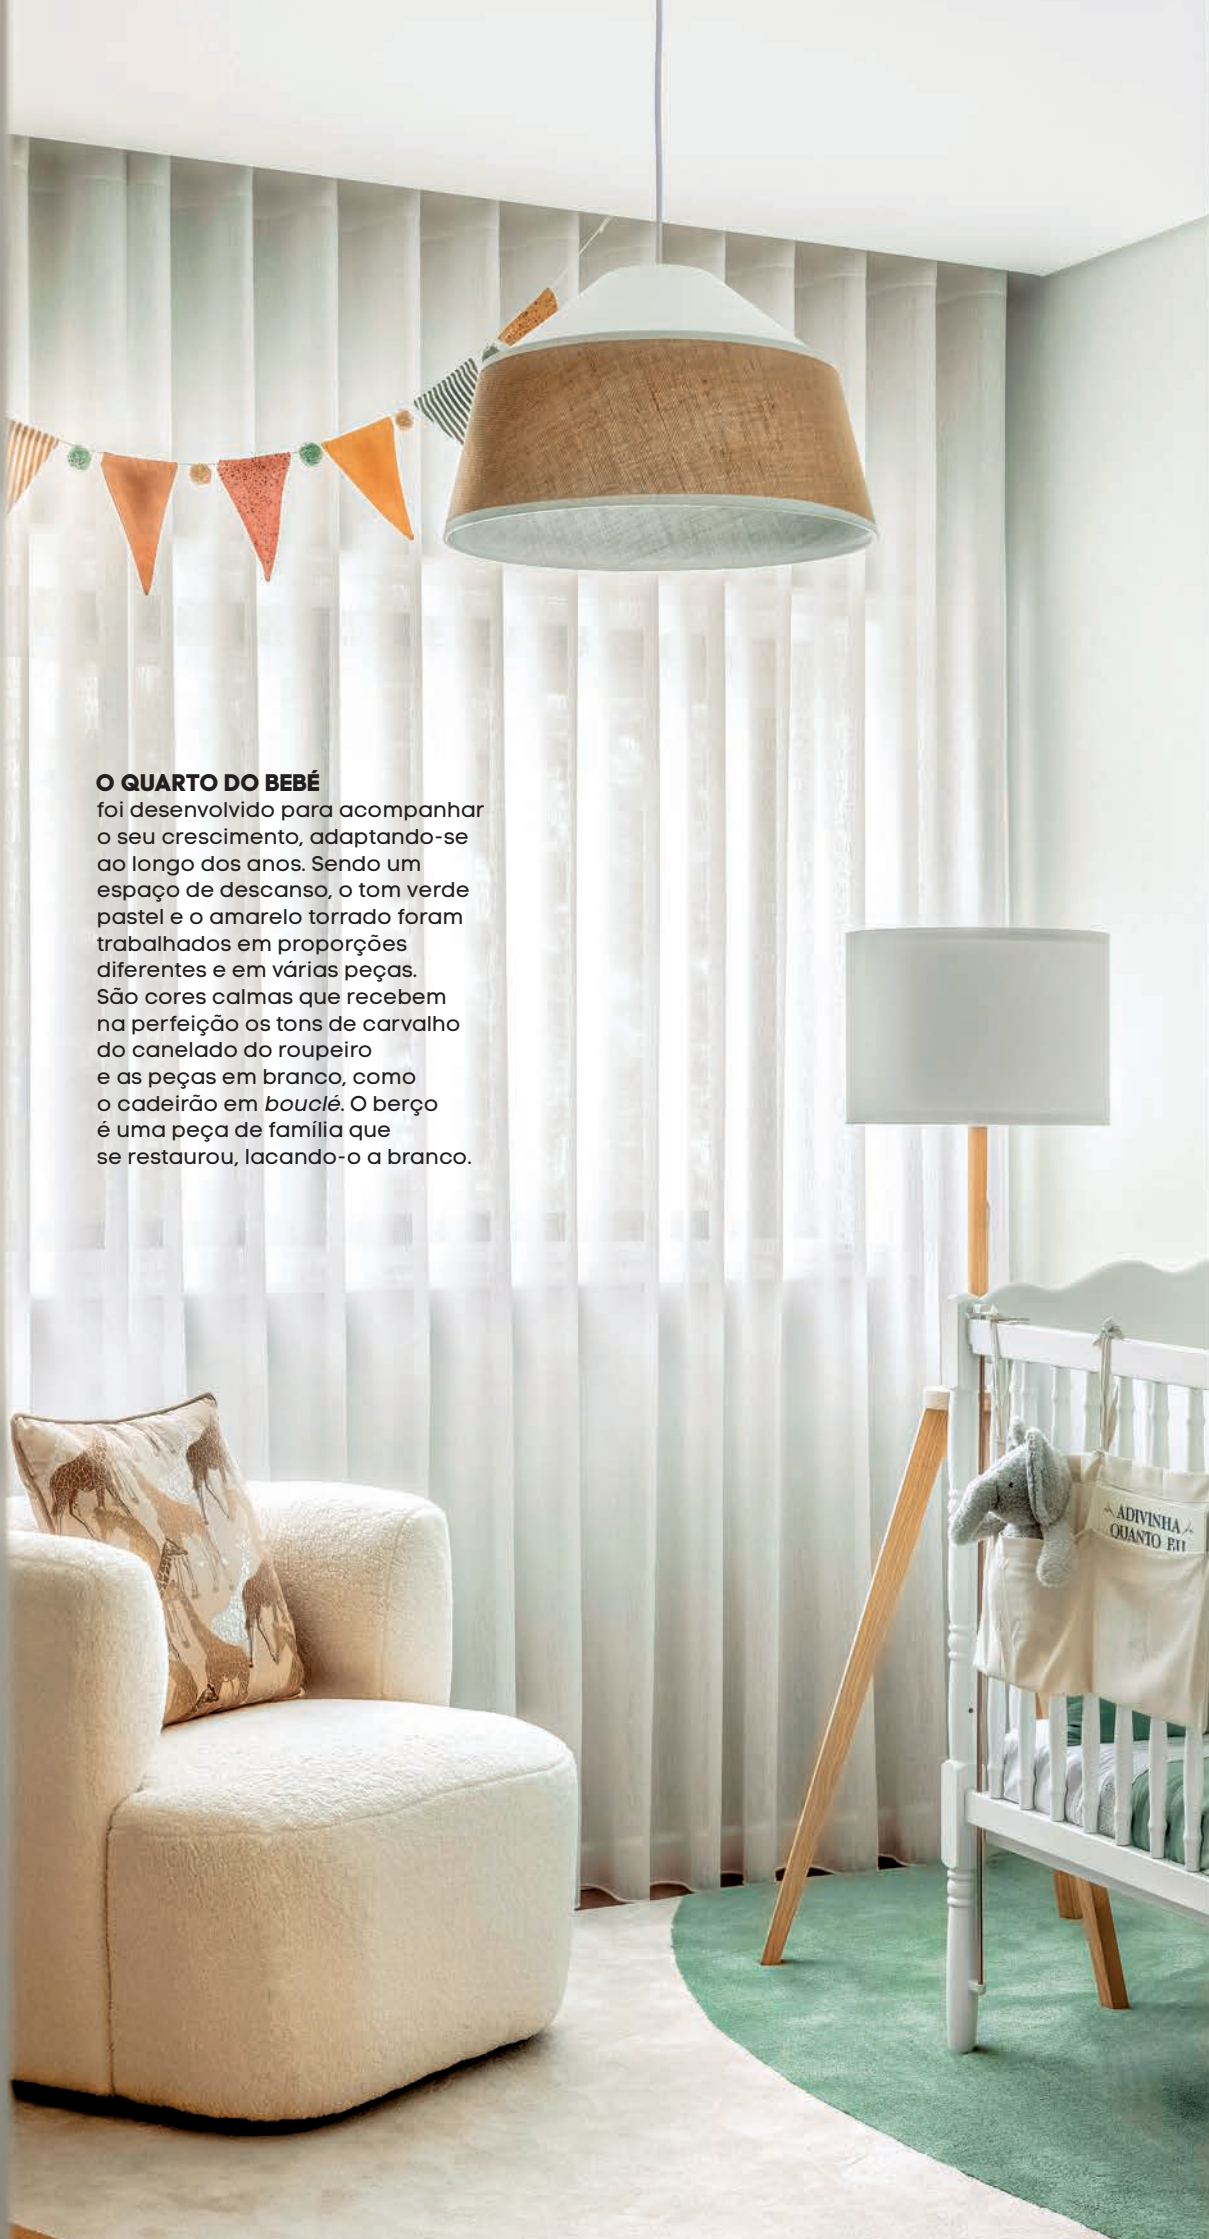 O QUARTO DO BEBÉ
foi desenvolvido para acompanhar
o seu crescimento, adaptando-se
ao longo dos anos. Sendo um
espaço de descanso, o tom verde
pastel e o amarelo torrado foram
trabalhados em proporções
diferentes e em várias peças.
São cores calmas que recebem
na perfeição os tons de carvalho
do canelado do roupeiro
e as peças em branco, como
o cadeirão em bouclé. O berço
é uma peça de família que
se restaurou, lacando-o a branco.
ADIVINHA
QUANTO EU